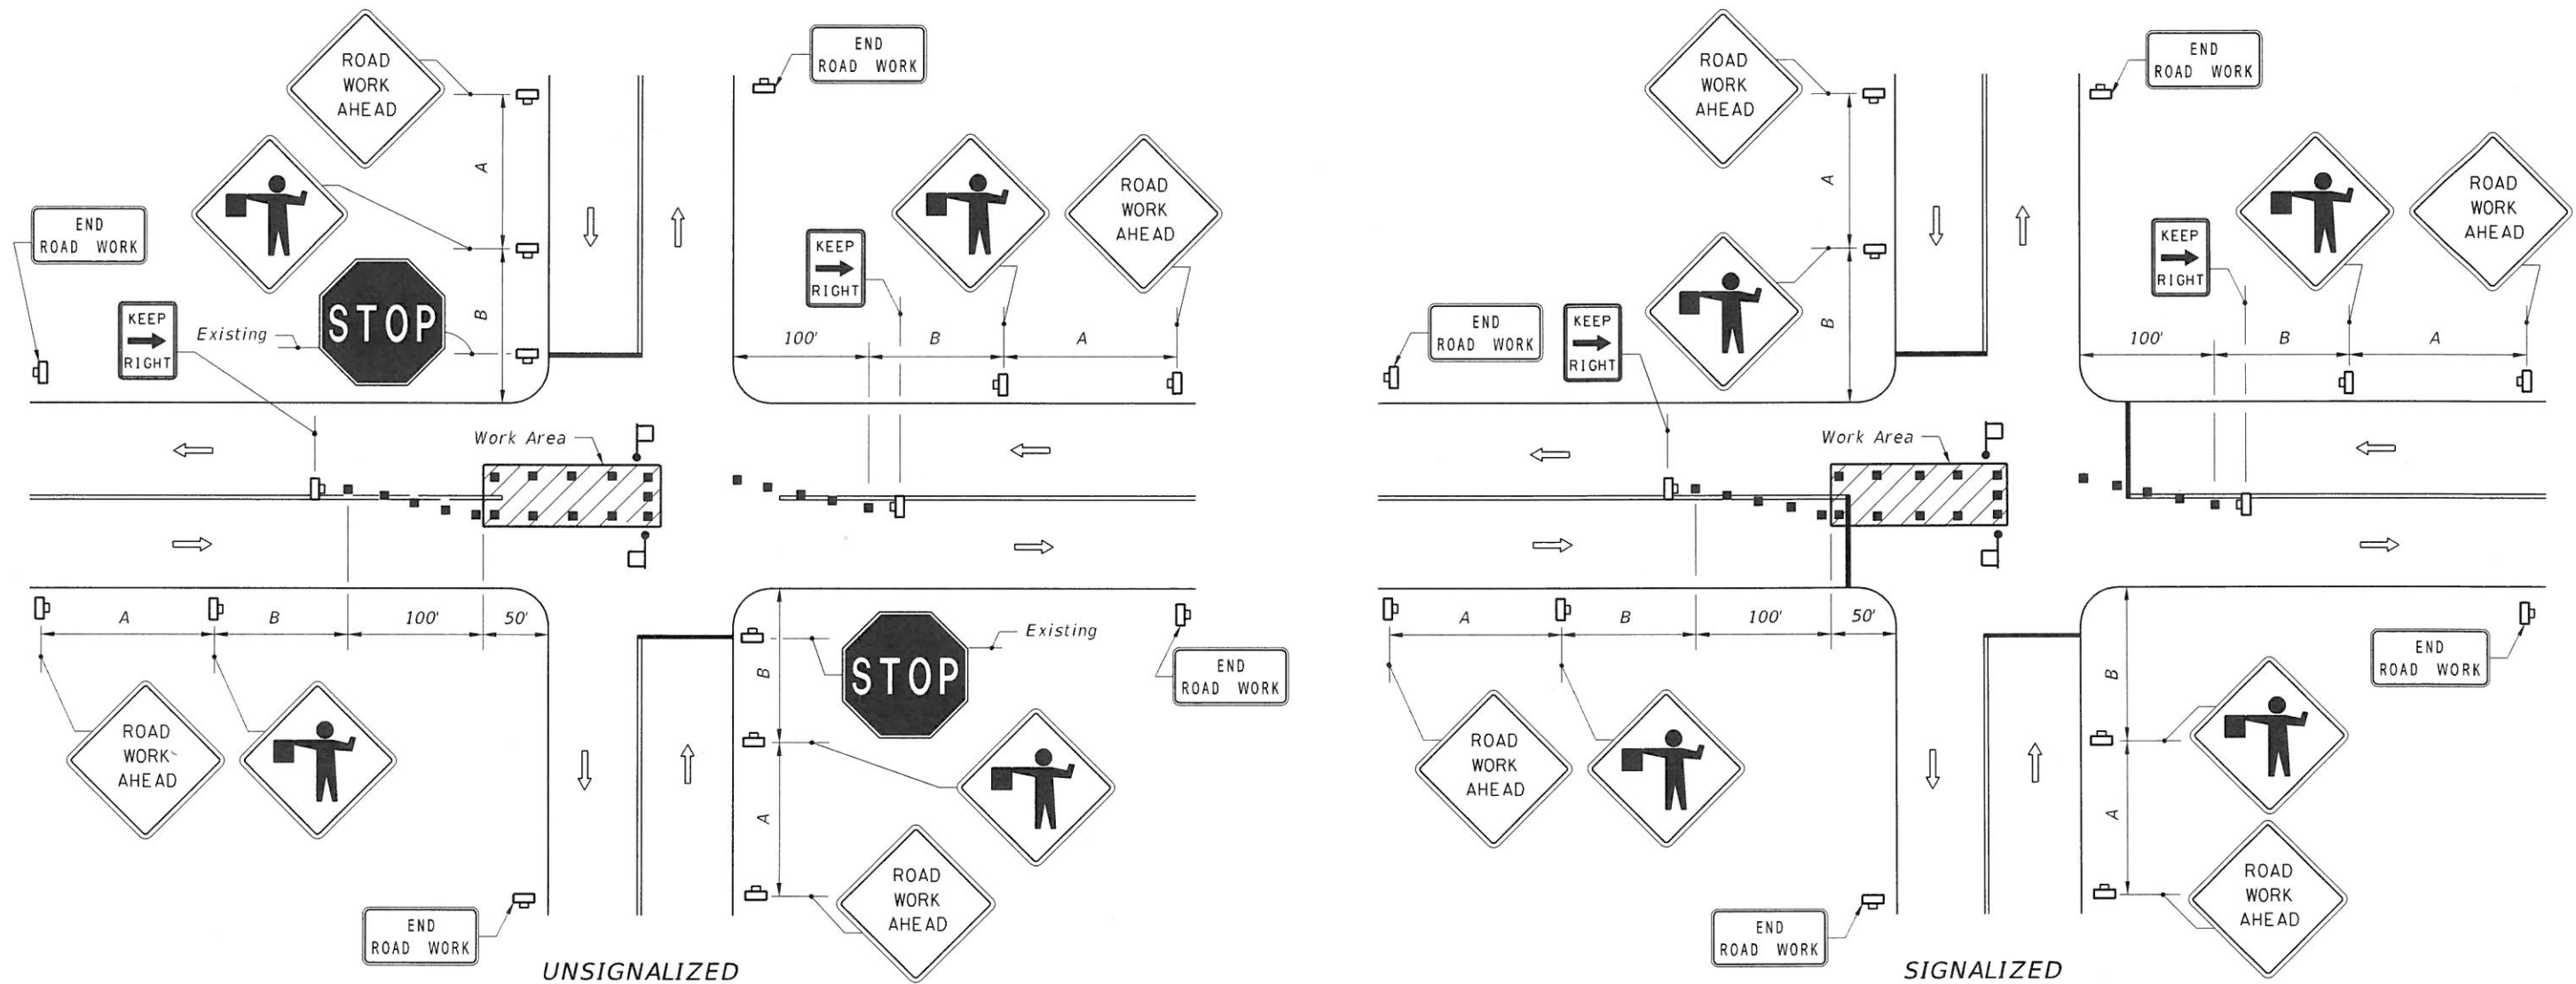 ROAD
WORK
AHEAD
END
ROAD WORK
A
END
ROAD WORK
KEEP
RIGHT
Existing
STOP
B
KEEP
RIGHT
ROAD
WORK
AHEAD
100'
B
A
Work Area
A
B
100'
50'
ROAD
WORK
AHEAD
B
STOP
Existing
END
ROAD WORK
A
ROAD
WORK
AHEAD
END
ROAD WORK
UNSIGNALIZED
ROAD
WORK
AHEAD
END
ROAD WORK
A
END
ROAD WORK
KEEP
RIGHT
B
KEEP
RIGHT
ROAD
WORK
AHEAD
100'
B
A
Work Area
A
B
100'
50'
ROAD
WORK
AHEAD
B
END
ROAD WORK
A
ROAD
WORK
AHEAD
END
ROAD WORK
SIGNALIZED